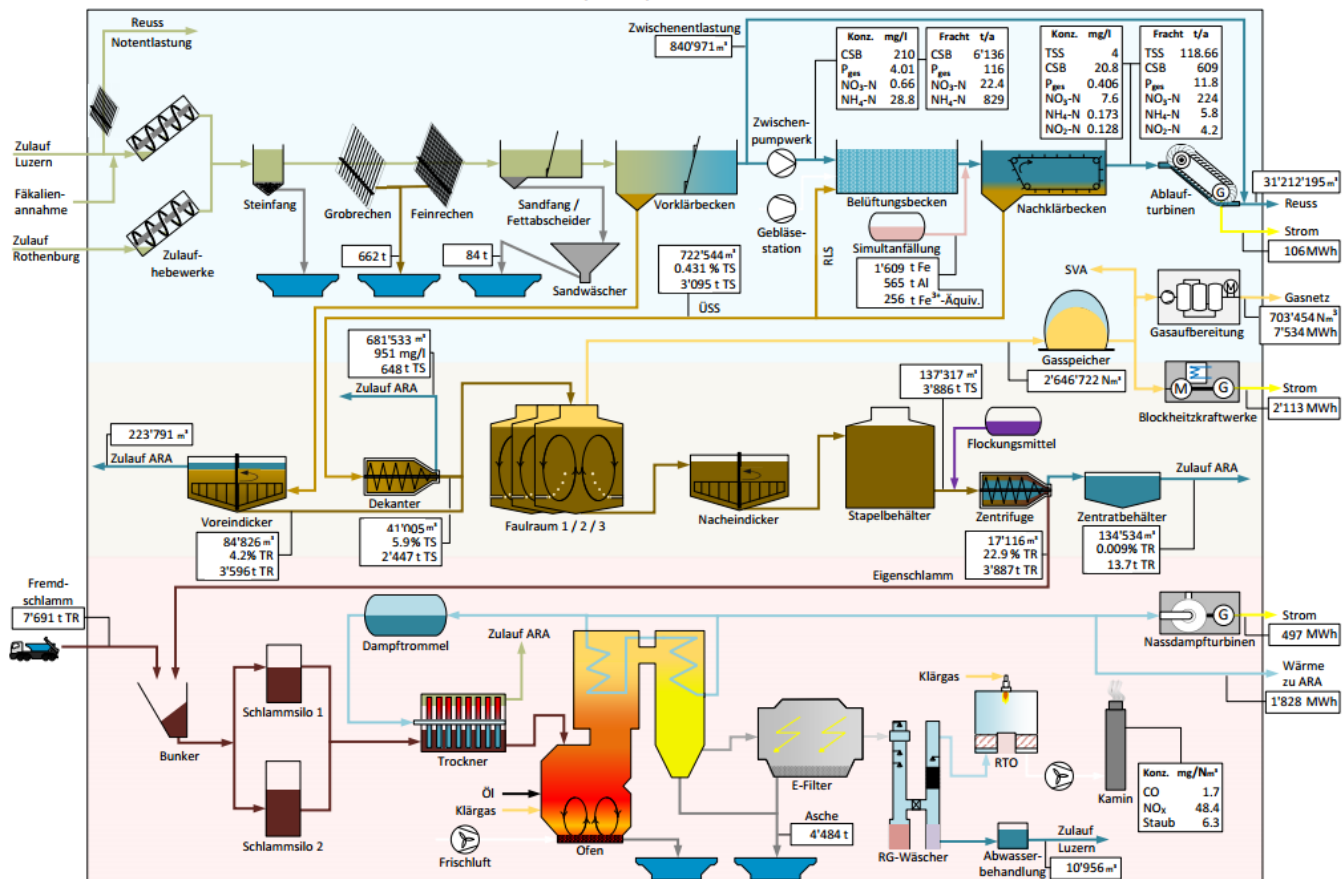 Reuss
Notentlastung
Zulauf
Luzern
Fäkalien-
annahme
Zulauf
Rothenburg
Zulauf-
hebewerke
Steinfang
Grobrechen
Feinrechen
662 t
84 t
Sandfang /
Fettabscheider
Sandwäscher
Vorklärbecken
Zwischenentlastung
840'971 m³
Zwischen-
pumpwerk
Gebläse-
station
Konz. mg/l
CSB 210
Pges 4.01
NO₃-N 0.66
NH₄-N 28.8
Fracht t/a
CSB 6'136
Pges 116
NO₃-N 22.4
NH₄-N 829
Belüftungsbecken
RLS
Simultanfällung
1'609 t Fe
565 t Al
256 t Fe³⁺-Äquiv.
Nachklärbecken
Konz. mg/l
TSS 4
CSB 20.8
Pges 0.406
NO₃-N 7.6
NH₄-N 0.173
NO₂-N 0.128
Fracht t/a
TSS 118.66
CSB 609
Pges 11.8
NO₃-N 224
NH₄-N 5.8
NO₂-N 4.2
G
Ablauf-
turbinen
31'212'195 m³
Reuss
Strom
106 MWh
722'544 m³
0.431 % TS
3'095 t TS
ÜSS
SVA
M
Gasaufbereitung
Gasnetz
703'454 Nm³
7'534 MWh
Gasspeicher
2'646'722 Nm³
M G
Blockheitzkraftwerke
Strom
2'113 MWh
681'533 m³
951 mg/l
648 t TS
Zulauf ARA
223'791 m³
Zulauf ARA
Voreindicker
84'826 m³
4.2% TR
3'596 t TR
Dekanter
41'005 m³
5.9% TS
2'447 t TS
Faulraum 1 / 2 / 3
Nacheindicker
Stapelbehälter
137'317 m³
3'886 t TS
Flockungsmittel
Zentrifuge
17'116 m³
22.9 % TR
3'887 t TR
Eigenschlamm
Zentratbehälter
Zulauf ARA
134'534 m³
0.009% TR
13.7 t TR
Fremd-
schlamm
7'691 t TR
Bunker
Schlammsilo 1
Schlammsilo 2
Dampftrommel
Zulauf ARA
Trockner
Öl
Klärgas
Frischluft
Ofen
E-Filter
Asche
4'484 t
RG-Wäscher
Abwasser-
behandlung
Zulauf
Luzern
10'956 m³
Klärgas
RTO
Kamin
Konz. mg/Nm³
CO 1.7
NOX 48.4
Staub 6.3
G
Nassdampfturbinen
Strom
497 MWh
Wärme
zu ARA
1'828 MWh